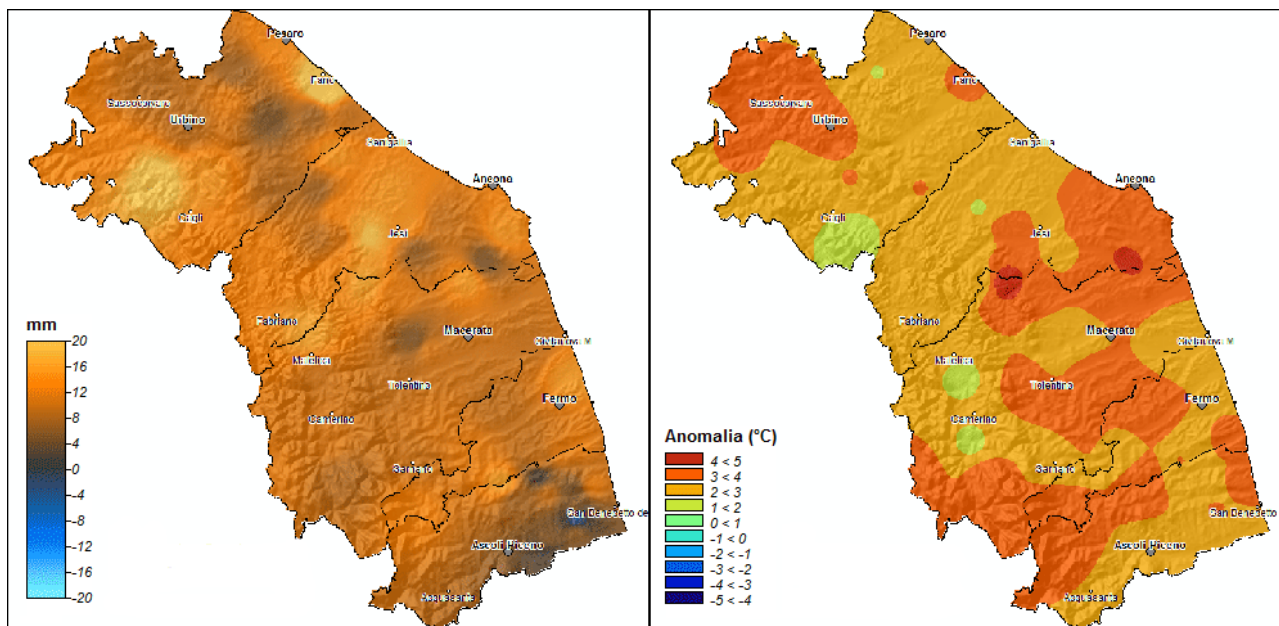 Pesaro
Fano
Sassocorvaro
Urbino
Senigallia
Ancona
Cagli
Jesi
Fabriano
Macerata
Civitanova M
Matelica
Tolentino
Fermo
Camerino
Sarnano
San Benedetto de
Ascoli Piceno
Acquasanta
mm
20
16
12
8
4
-0
-4
-8
-12
-16
-20
Pesaro
Fano
Sassocorvaro
Urbino
Senigallia
Ancona
Cagli
Jesi
Fabriano
Macerata
Civitanova M
Matelica
Tolentino
Fermo
Camerino
Sarnano
San Benedetto
Ascoli Piceno
Acquasanta
Anomalia (°C)
4 < 5
3 < 4
2 < 3
1 < 2
0 < 1
-1 < 0
-2 < -1
-3 < -2
-4 < -3
-5 < -4